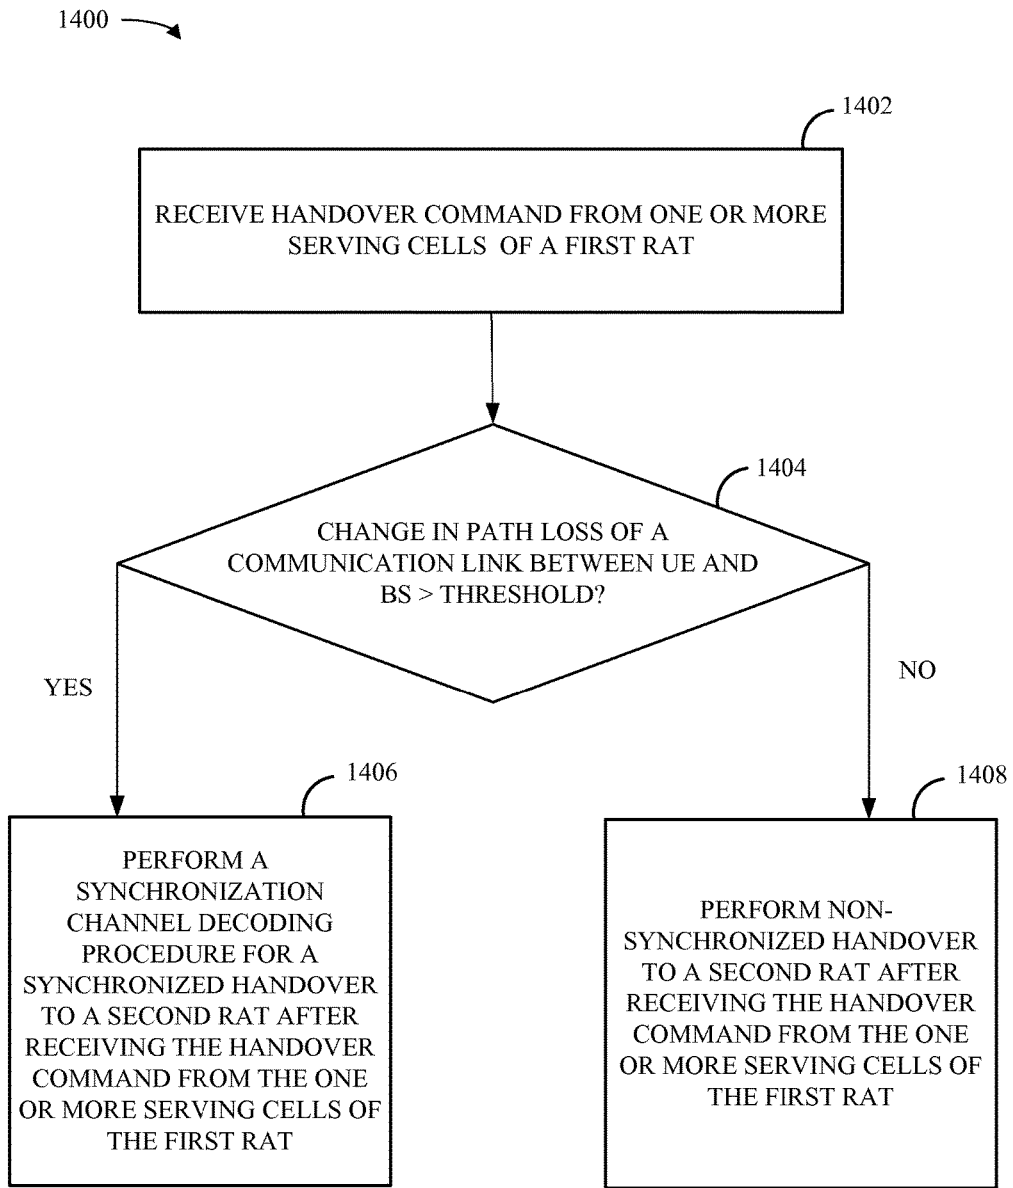 1400
1402
RECEIVE HANDOVER COMMAND FROM ONE OR MORE
SERVING CELLS OF A FIRST RAT
1404
CHANGE IN PATH LOSS OF A
COMMUNICATION LINK BETWEEN UE AND
BS > THRESHOLD?
YES
NO
1406
PERFORM A
SYNCHRONIZATION
CHANNEL DECODING
PROCEDURE FOR A
SYNCHRONIZED HANDOVER
TO A SECOND RAT AFTER
RECEIVING THE HANDOVER
COMMAND FROM THE ONE
OR MORE SERVING CELLS OF
THE FIRST RAT
1408
PERFORM NON-
SYNCHRONIZED HANDOVER
TO A SECOND RAT AFTER
RECEIVING THE HANDOVER
COMMAND FROM THE ONE
OR MORE SERVING CELLS OF
THE FIRST RAT